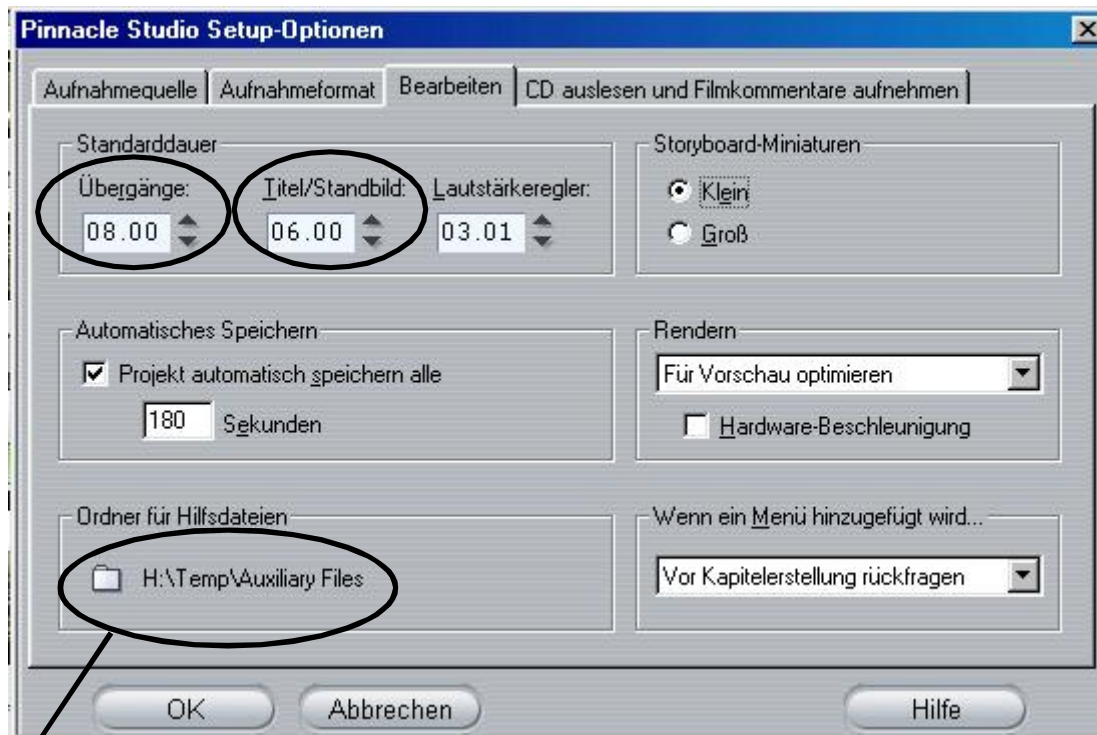 Pinnacle Studio Setup-Optionen
Aufnahmequelle Aufnahmeformat Bearbeiten CD auslesen und Filmkommentare aufnehmen
Standarddauer
Übergänge: Titel/Standbild: Lautstärkeregler:
08.00 06.00 03.01
Storyboard-Miniaturen
Klein
Groß
Automatisches Speichern
Projekt automatisch speichern alle
180 Sekunden
Rendern
Für Vorschau optimieren
Hardware-Beschleunigung
Ordner für Hilfsdateien
H:\Temp\Auxiliary Files
Wenn ein Menü hinzugefügt wird...
Vor Kapitelerstellung rückfragen
OK Abbrechen Hilfe